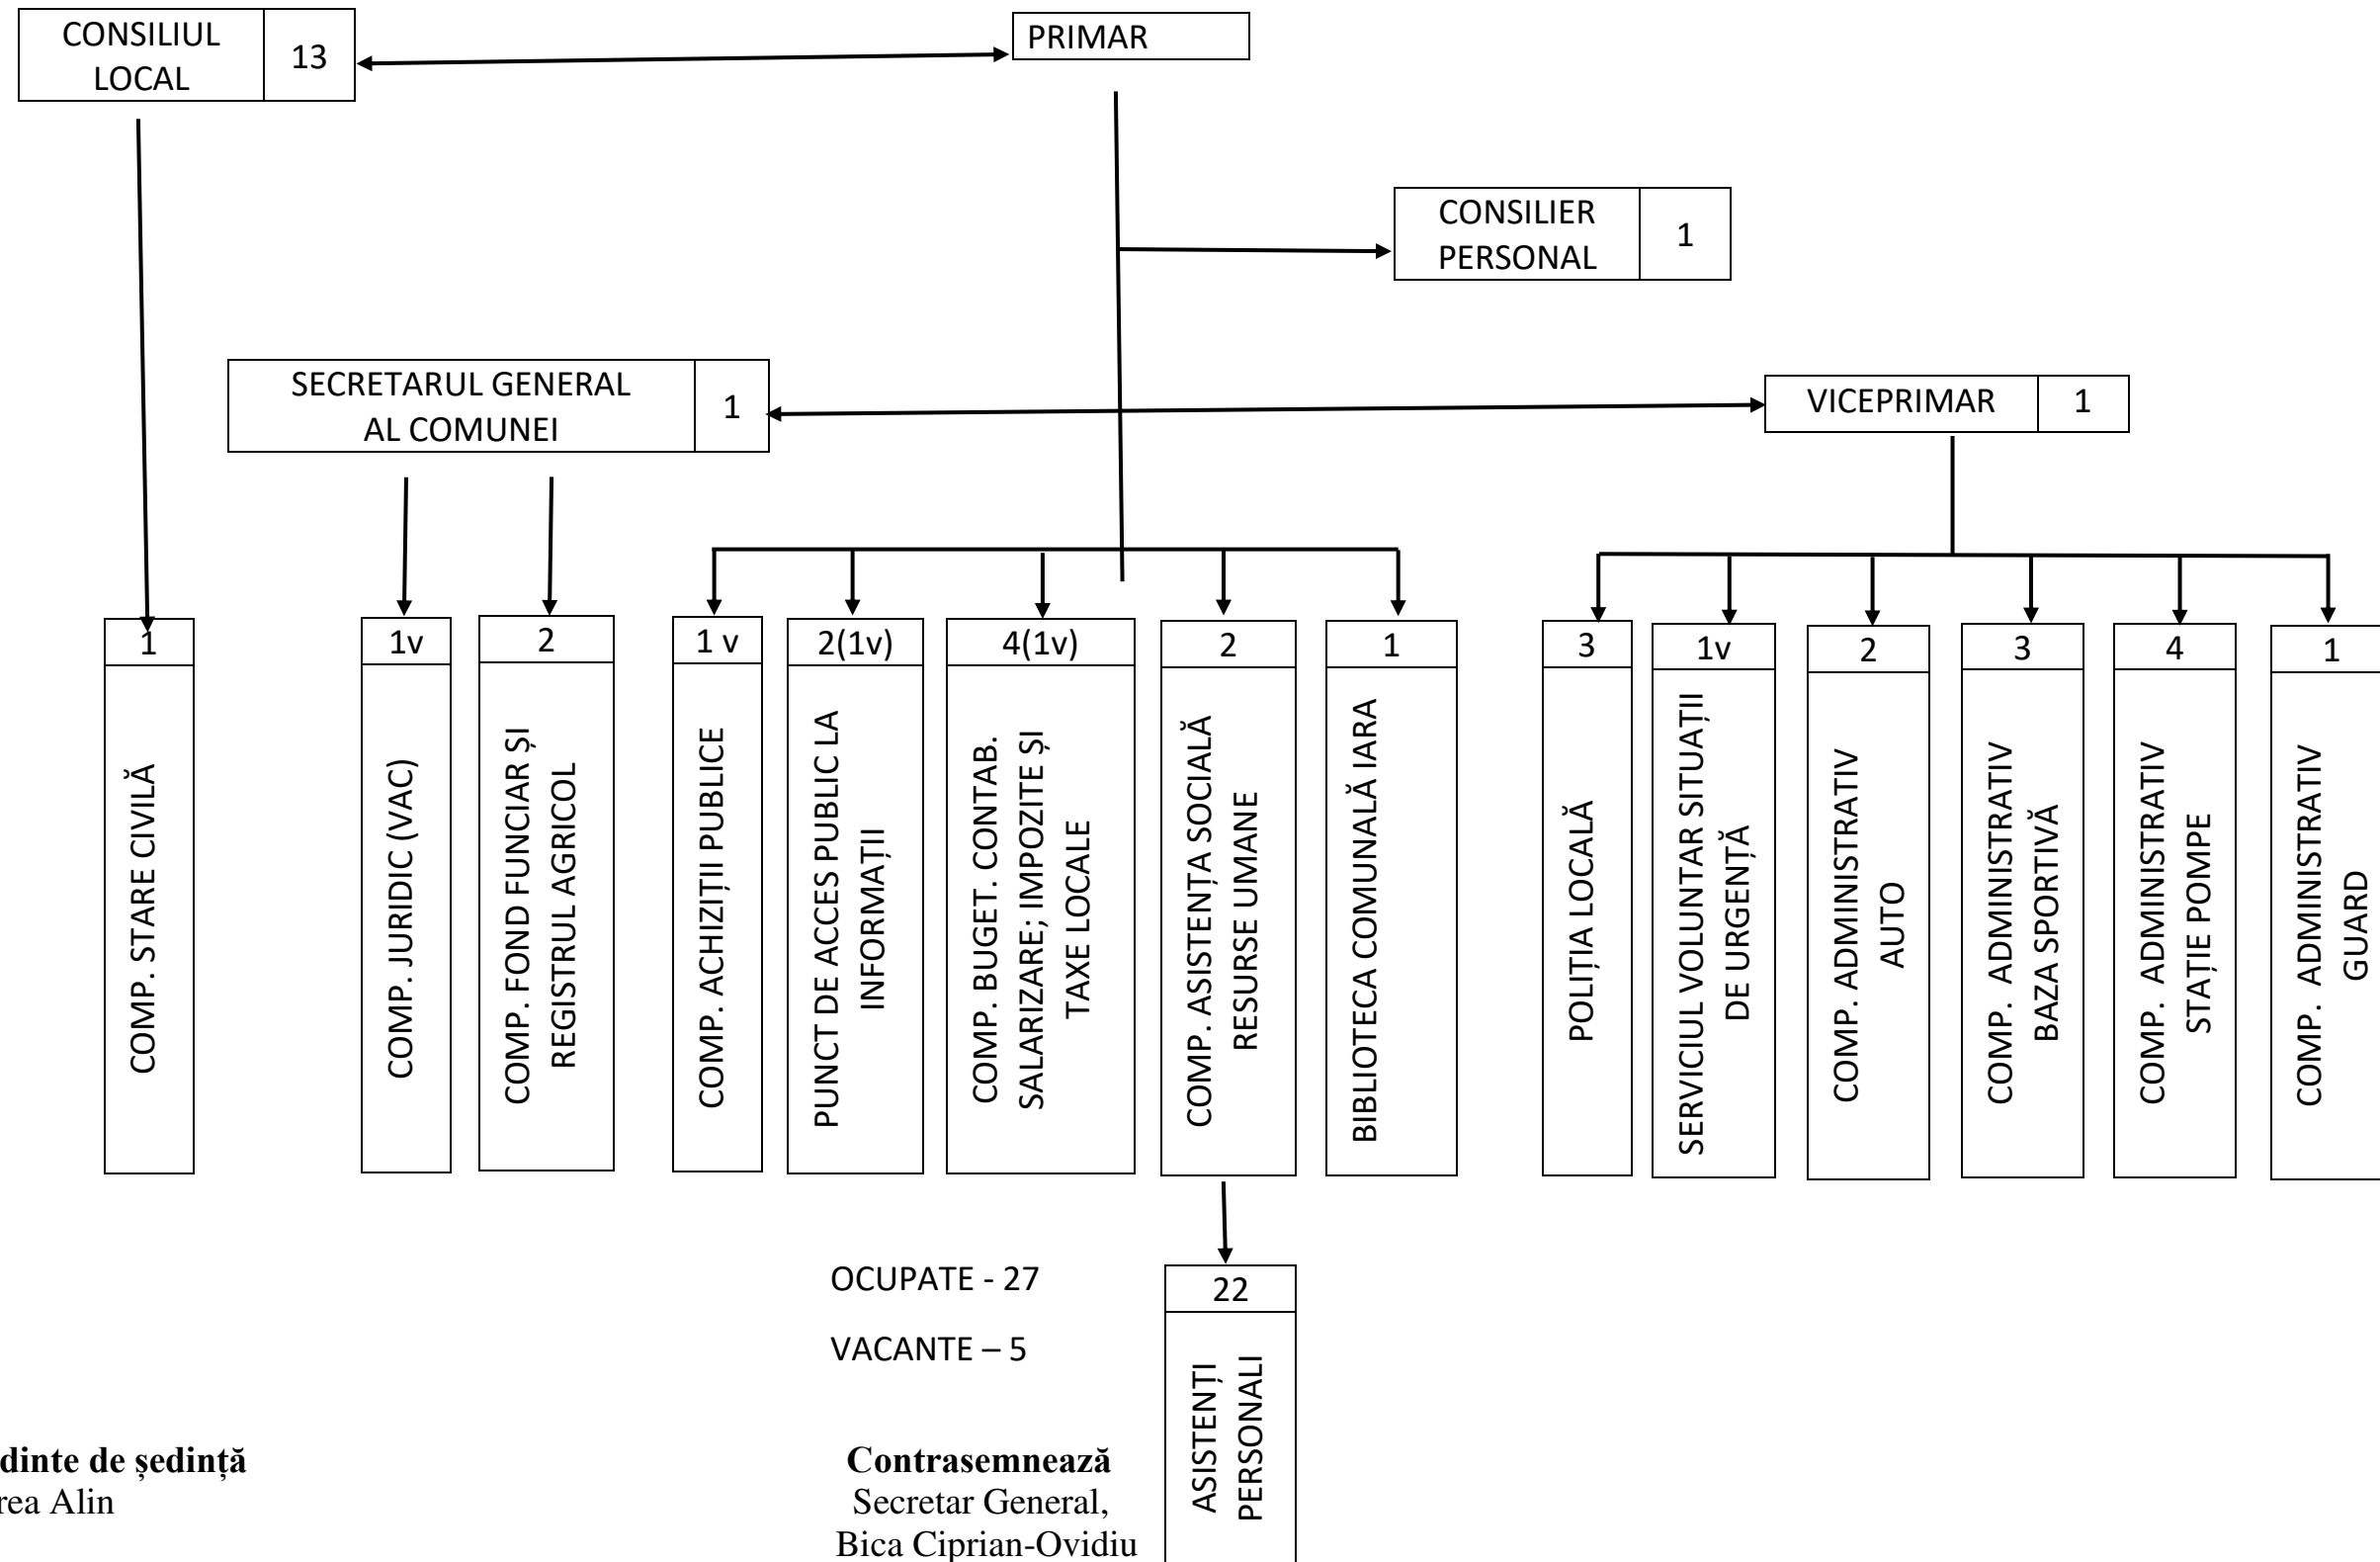 CONSILIUL
LOCAL
13
PRIMAR
CONSILIER
PERSONAL
1
SECRETARUL GENERAL
AL COMUNEI
1
VICEPRIMAR
1
1
COMP. STARE CIVILĂ
1v
COMP. JURIDIC (VAC)
2
COMP. FOND FUNCIAR ȘI
REGISTRUL AGRICOL
1 v
COMP. ACHIZIȚII PUBLICE
2(1v)
PUNCT DE ACCES PUBLIC LA
INFORMAȚII
4(1v)
COMP. BUGET. CONTAB.
SALARIZARE; IMPOZITE ȘI
TAXE LOCALE
2
COMP. ASISTENȚA SOCIALĂ
RESURSE UMANE
1
BIBLIOTECA COMUNALĂ IARA
3
POLIȚIA LOCALĂ
1v
SERVICIUL VOLUNTAR SITUAȚII
DE URGENȚĂ
2
COMP. ADMINISTRATIV
AUTO
3
COMP. ADMINISTRATIV
BAZA SPORTIVĂ
4
COMP. ADMINISTRATIV
STAȚIE POMPE
1
COMP. ADMINISTRATIV
GUARD
22
ASISTENȚI
PERSONALI
OCUPATE - 27
VACANTE – 5
dinte de ședință
rea Alin
Contrasemnează
Secretar General,
Bica Ciprian-Ovidiu